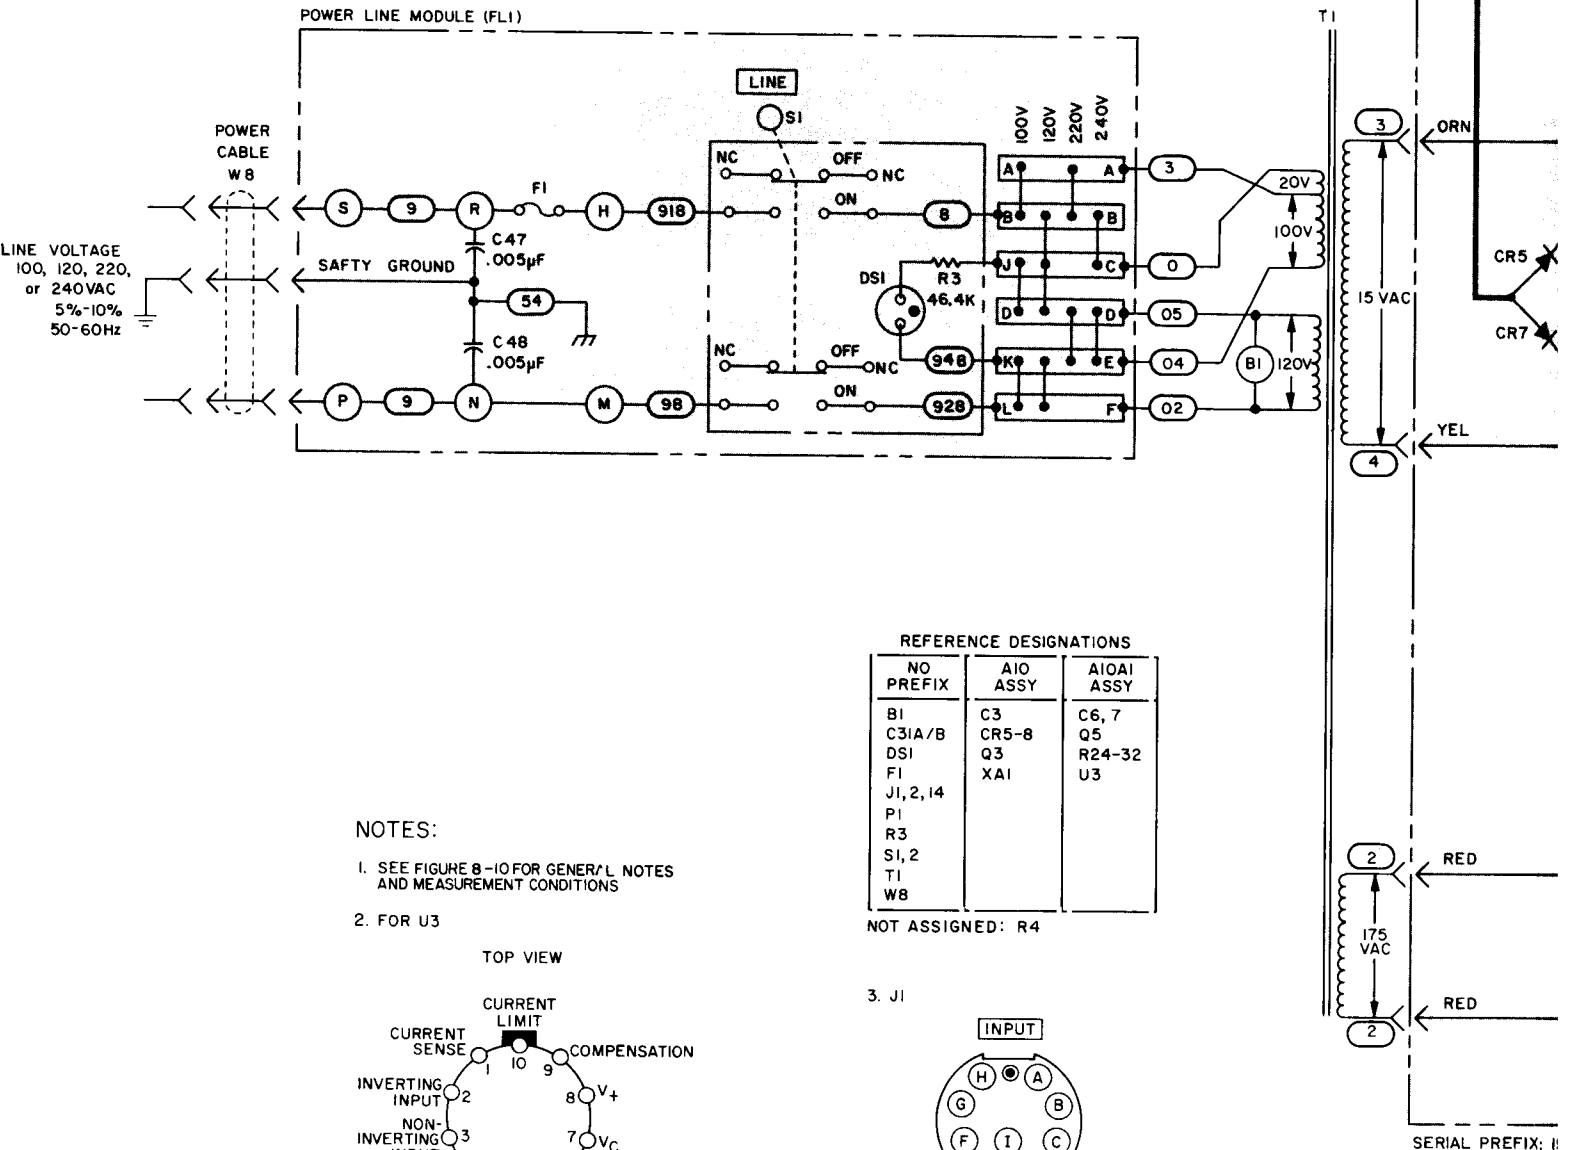 POWER LINE MODULE (FL1)
T1
LINE
S1
100V
120V
220V
240V
POWER
CABLE
W8
NC
OFF
NC
ON
A
A
3
20V
3
ORN
S
9
R
F1
H
918
8
B
B
100V
C47
.005µF
LINE VOLTAGE
100, 120, 220,
or 240VAC
5%-10%
50-60Hz
SAFTY GROUND
54
DS1
R3
46.4K
J
C
0
D
D
05
15 VAC
CR5
CR7
C48
.005µF
NC
OFF
NC
ON
948
K
E
04
B1
120V
P
9
N
M
98
928
L
F
02
YEL
4
REFERENCE DESIGNATIONS
NO PREFIX
A10 ASSY
A10A1 ASSY
B1
C3
C6, 7
C31A/B
CR5-8
Q5
DS1
Q3
R24-32
F1
XA1
U3
J1, 2, 14
P1
R3
S1, 2
T1
W8
NOT ASSIGNED: R4
NOTES:
1. SEE FIGURE 8-10 FOR GENERAL NOTES
AND MEASUREMENT CONDITIONS
2. FOR U3
TOP VIEW
CURRENT
LIMIT
10
CURRENT
SENSE
1
COMPENSATION
9
INVERTING
INPUT
2
8
V+
NON-
INVERTING
3
7
VC
3. J1
INPUT
H
A
G
B
F
I
C
2
RED
175
VAC
RED
2
SERIAL PREFIX: